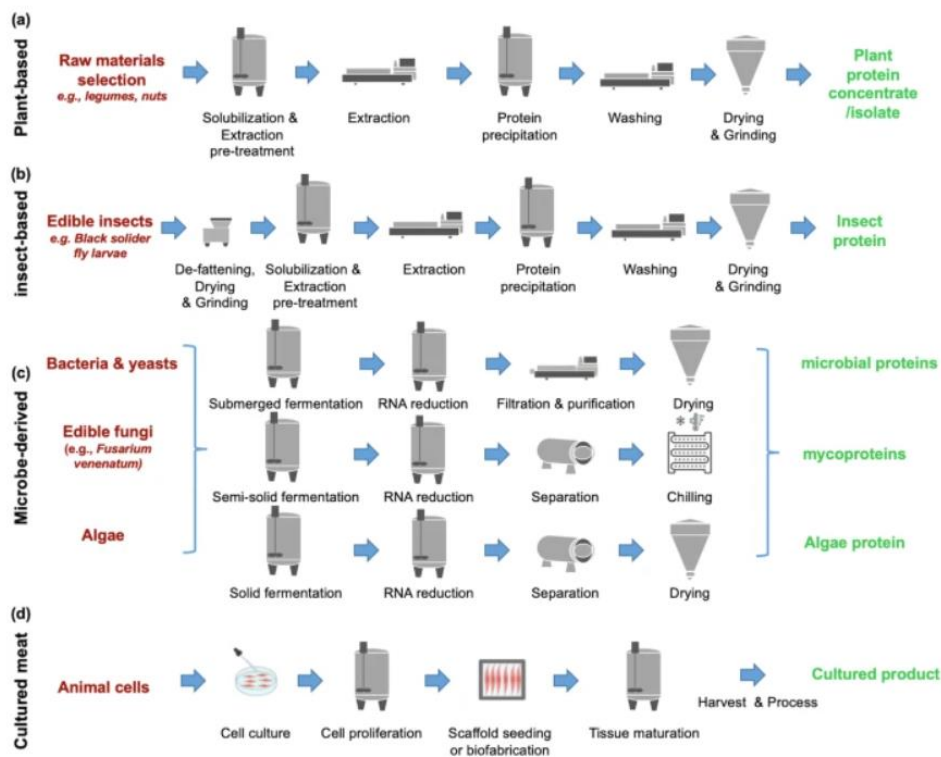 (a)
Plant-based
Raw materials
selection
e.g., legumes, nuts
Solubilization &
Extraction
pre-treatment
Extraction
Protein
precipitation
Washing
Drying
& Grinding
Plant
protein
concentrate
/isolate
(b)
insect-based
Edible insects
e.g. Black solider
fly larvae
De-fattening,
Drying
& Grinding
Solubilization &
Extraction
pre-treatment
Extraction
Protein
precipitation
Washing
Drying
& Grinding
Insect
protein
(c)
Microbe-derived
Bacteria & yeasts
Submerged fermentation
RNA reduction
Filtration & purification
Drying
microbial proteins
Edible fungi
(e.g., Fusarium
venenatum)
Semi-solid fermentation
RNA reduction
Separation
Chilling
mycoproteins
Algae
Solid fermentation
RNA reduction
Separation
Drying
Algae protein
(d)
Cultured meat
Animal cells
Cell culture
Cell proliferation
Scaffold seeding
or biofabrication
Tissue maturation
Harvest & Process
Cultured product